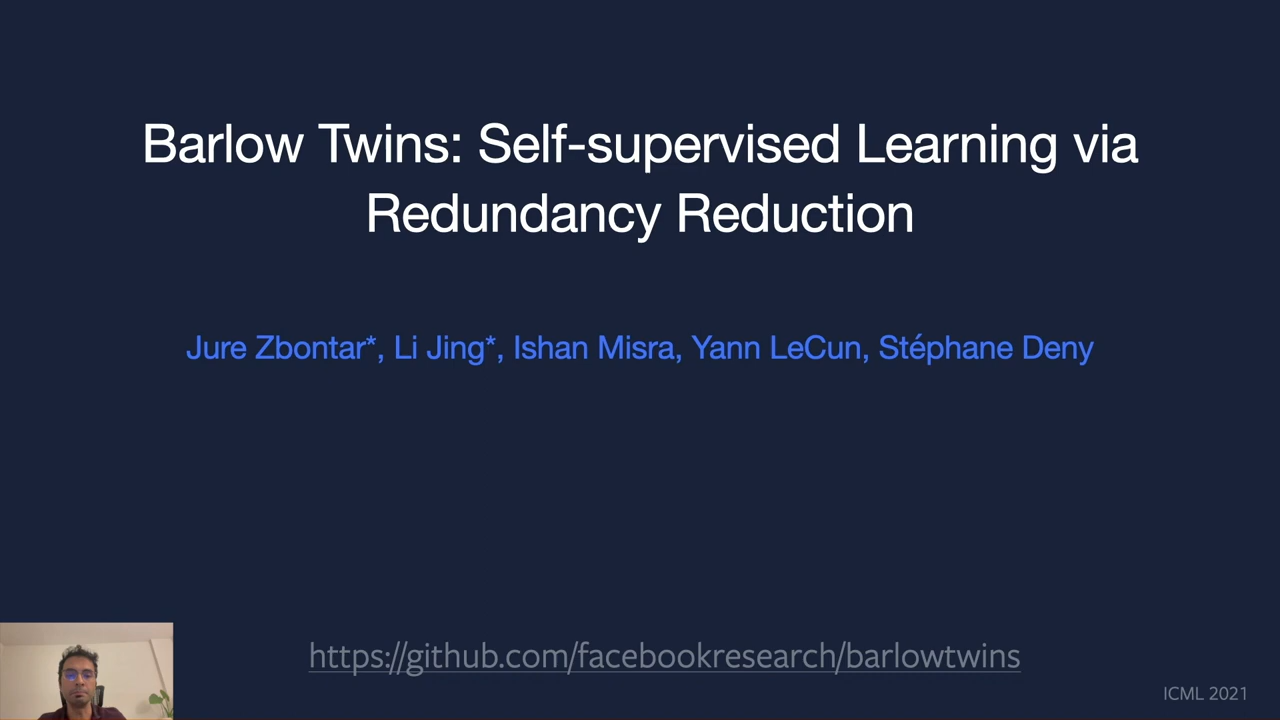 Barlow Twins: Self-supervised Learning via
Redundancy Reduction
Jure Zbontar*, Li Jing*, Ishan Misra, Yann LeCun, Stéphane Deny
https://github.com/facebookresearch/barlowtwins
ICML 2021